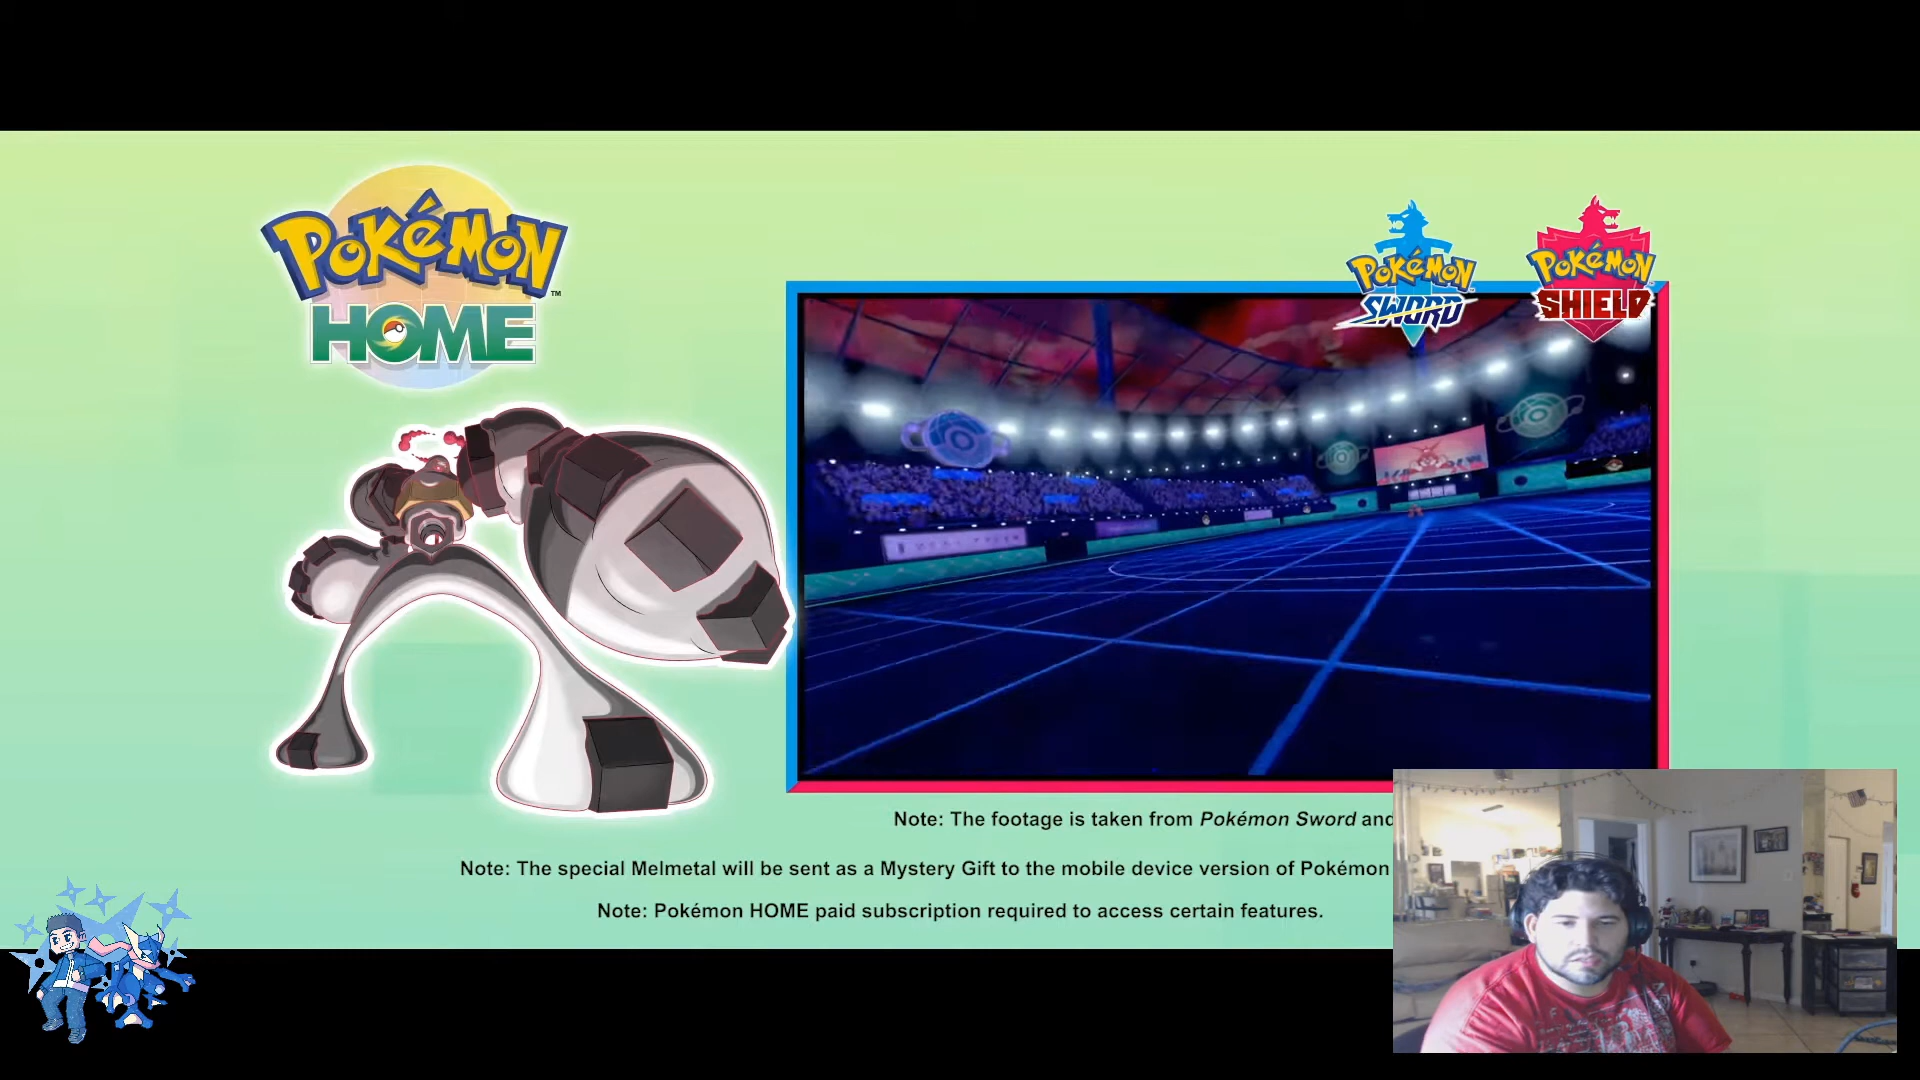 POKéMON
TM
HOME
POKéMON
SWORD
POKéMON
SHIELD
Note: The footage is taken from Pokémon Sword and
Note: The special Melmetal will be sent as a Mystery Gift to the mobile device version of Pokémon
Note: Pokémon HOME paid subscription required to access certain features.